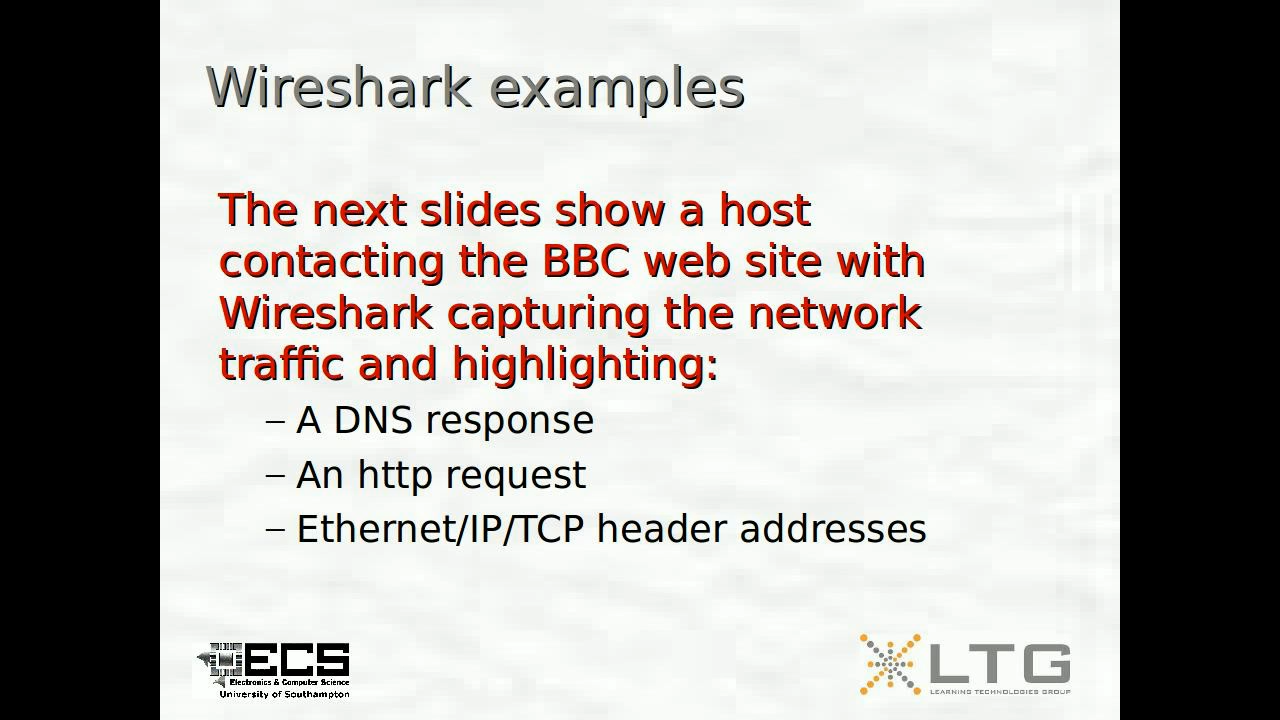 Wireshark examples
The next slides show a host
contacting the BBC web site with
Wireshark capturing the network
traffic and highlighting:
– A DNS response
– An http request
– Ethernet/IP/TCP header addresses
ECS
Electronics & Computer Science
University of Southampton
LTG
LEARNING TECHNOLOGIES GROUP